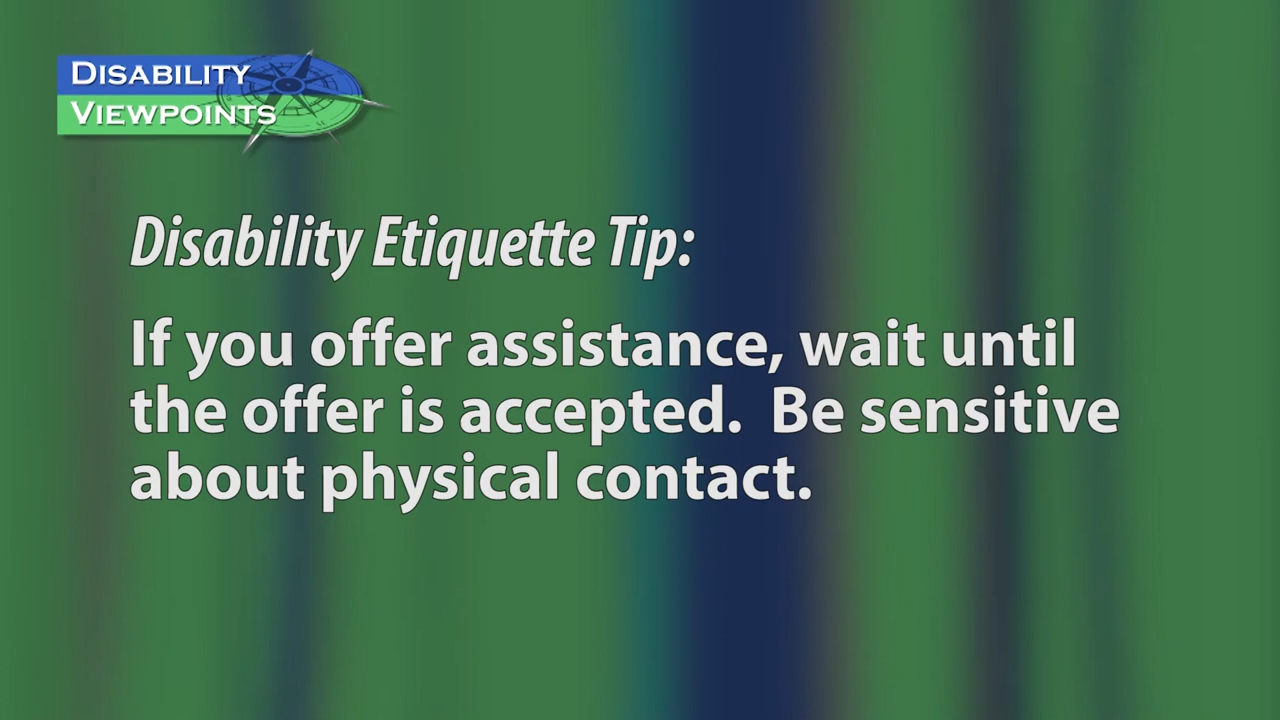 DISABILITY
VIEWPOINTS
Disability Etiquette Tip:
If you offer assistance, wait until
the offer is accepted.  Be sensitive
about physical contact.